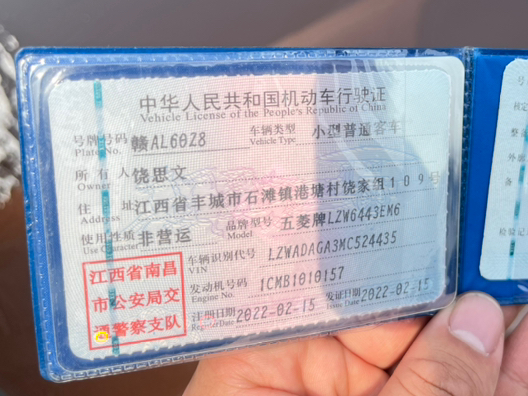 中华人民共和国机动车行驶证
Vehicle License of the People's Republic of China
号牌号码 赣AL60Z8 车辆类型 小型普通客车
Plate No. Vehicle Type
所有人 饶思文
Owner
住址 江西省丰城市石滩镇港塘村饶家组109号
Address
使用性质 非营运 品牌型号 五菱牌LZW6443EM6
Use Character Model
车辆识别代号 LZWADAGA3MC524435
VIN
发动机号码 1CMB1010157
Engine No.
注册日期 2022-02-15 发证日期 2022-02-15
Register Date Issue Date
江西省南昌
市公安局交
通警察支队